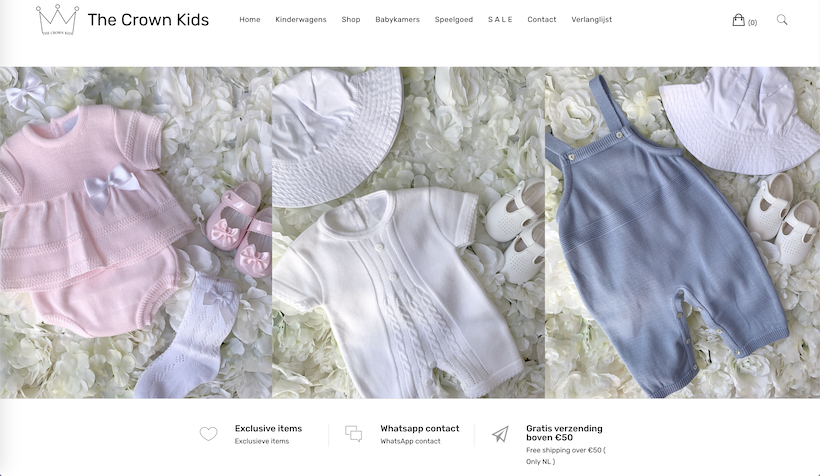 THE CROWN KIDS
The Crown Kids
Home Kinderwagens Shop Babykamers Speelgoed S A L E Contact Verlanglijst
(0)
Exclusive items
Exclusieve items
Whatsapp contact
WhatsApp contact
Gratis verzending
boven €50
Free shipping over €50 (
Only NL )